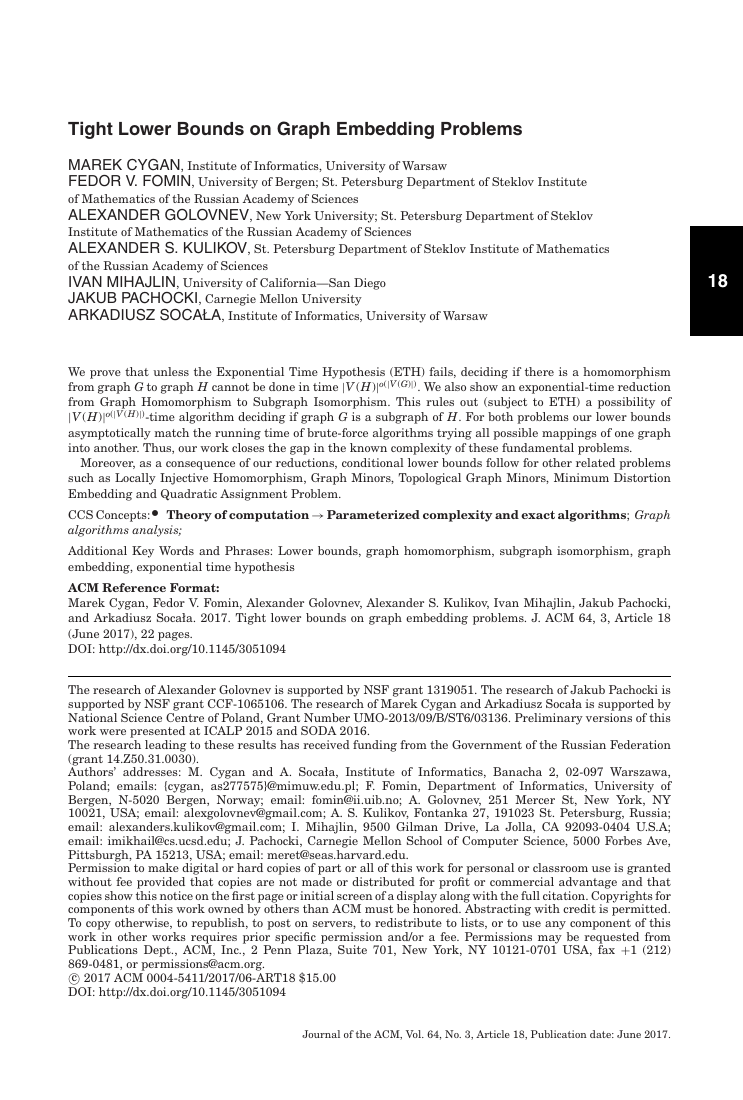 Tight Lower Bounds on Graph Embedding Problems
MAREK CYGAN, Institute of Informatics, University of Warsaw
FEDOR V. FOMIN, University of Bergen; St. Petersburg Department of Steklov Institute
of Mathematics of the Russian Academy of Sciences
ALEXANDER GOLOVNEV, New York University; St. Petersburg Department of Steklov
Institute of Mathematics of the Russian Academy of Sciences
ALEXANDER S. KULIKOV, St. Petersburg Department of Steklov Institute of Mathematics
of the Russian Academy of Sciences
18
IVAN MIHAJLIN, University of California—San Diego
JAKUB PACHOCKI, Carnegie Mellon University
ARKADIUSZ SOCAŁA, Institute of Informatics, University of Warsaw
We prove that unless the Exponential Time Hypothesis (ETH) fails, deciding if there is a homomorphism
from graph G to graph H cannot be done in time |V(H)|^{o(|V(G)|)}. We also show an exponential-time reduction
from Graph Homomorphism to Subgraph Isomorphism. This rules out (subject to ETH) a possibility of
|V(H)|^{o(|V(H)|)}-time algorithm deciding if graph G is a subgraph of H. For both problems our lower bounds
asymptotically match the running time of brute-force algorithms trying all possible mappings of one graph
into another. Thus, our work closes the gap in the known complexity of these fundamental problems.
Moreover, as a consequence of our reductions, conditional lower bounds follow for other related problems
such as Locally Injective Homomorphism, Graph Minors, Topological Graph Minors, Minimum Distortion
Embedding and Quadratic Assignment Problem.
CCS Concepts:• Theory of computation → Parameterized complexity and exact algorithms; Graph
algorithms analysis;
Additional Key Words and Phrases: Lower bounds, graph homomorphism, subgraph isomorphism, graph
embedding, exponential time hypothesis
ACM Reference Format:
Marek Cygan, Fedor V. Fomin, Alexander Golovnev, Alexander S. Kulikov, Ivan Mihajlin, Jakub Pachocki,
and Arkadiusz Socała. 2017. Tight lower bounds on graph embedding problems. J. ACM 64, 3, Article 18
(June 2017), 22 pages.
DOI: http://dx.doi.org/10.1145/3051094
The research of Alexander Golovnev is supported by NSF grant 1319051. The research of Jakub Pachocki is
supported by NSF grant CCF-1065106. The research of Marek Cygan and Arkadiusz Socała is supported by
National Science Centre of Poland, Grant Number UMO-2013/09/B/ST6/03136. Preliminary versions of this
work were presented at ICALP 2015 and SODA 2016.
The research leading to these results has received funding from the Government of the Russian Federation
(grant 14.Z50.31.0030).
Authors' addresses: M. Cygan and A. Socała, Institute of Informatics, Banacha 2, 02-097 Warszawa,
Poland; emails: {cygan, as277575}@mimuw.edu.pl; F. Fomin, Department of Informatics, University of
Bergen, N-5020 Bergen, Norway; email: fomin@ii.uib.no; A. Golovnev, 251 Mercer St, New York, NY
10021, USA; email: alexgolovnev@gmail.com; A. S. Kulikov, Fontanka 27, 191023 St. Petersburg, Russia;
email: alexanders.kulikov@gmail.com; I. Mihajlin, 9500 Gilman Drive, La Jolla, CA 92093-0404 U.S.A;
email: imikhail@cs.ucsd.edu; J. Pachocki, Carnegie Mellon School of Computer Science, 5000 Forbes Ave,
Pittsburgh, PA 15213, USA; email: meret@seas.harvard.edu.
Permission to make digital or hard copies of part or all of this work for personal or classroom use is granted
without fee provided that copies are not made or distributed for profit or commercial advantage and that
copies show this notice on the first page or initial screen of a display along with the full citation. Copyrights for
components of this work owned by others than ACM must be honored. Abstracting with credit is permitted.
To copy otherwise, to republish, to post on servers, to redistribute to lists, or to use any component of this
work in other works requires prior specific permission and/or a fee. Permissions may be requested from
Publications Dept., ACM, Inc., 2 Penn Plaza, Suite 701, New York, NY 10121-0701 USA, fax +1 (212)
869-0481, or permissions@acm.org.
© 2017 ACM 0004-5411/2017/06-ART18 $15.00
DOI: http://dx.doi.org/10.1145/3051094
Journal of the ACM, Vol. 64, No. 3, Article 18, Publication date: June 2017.